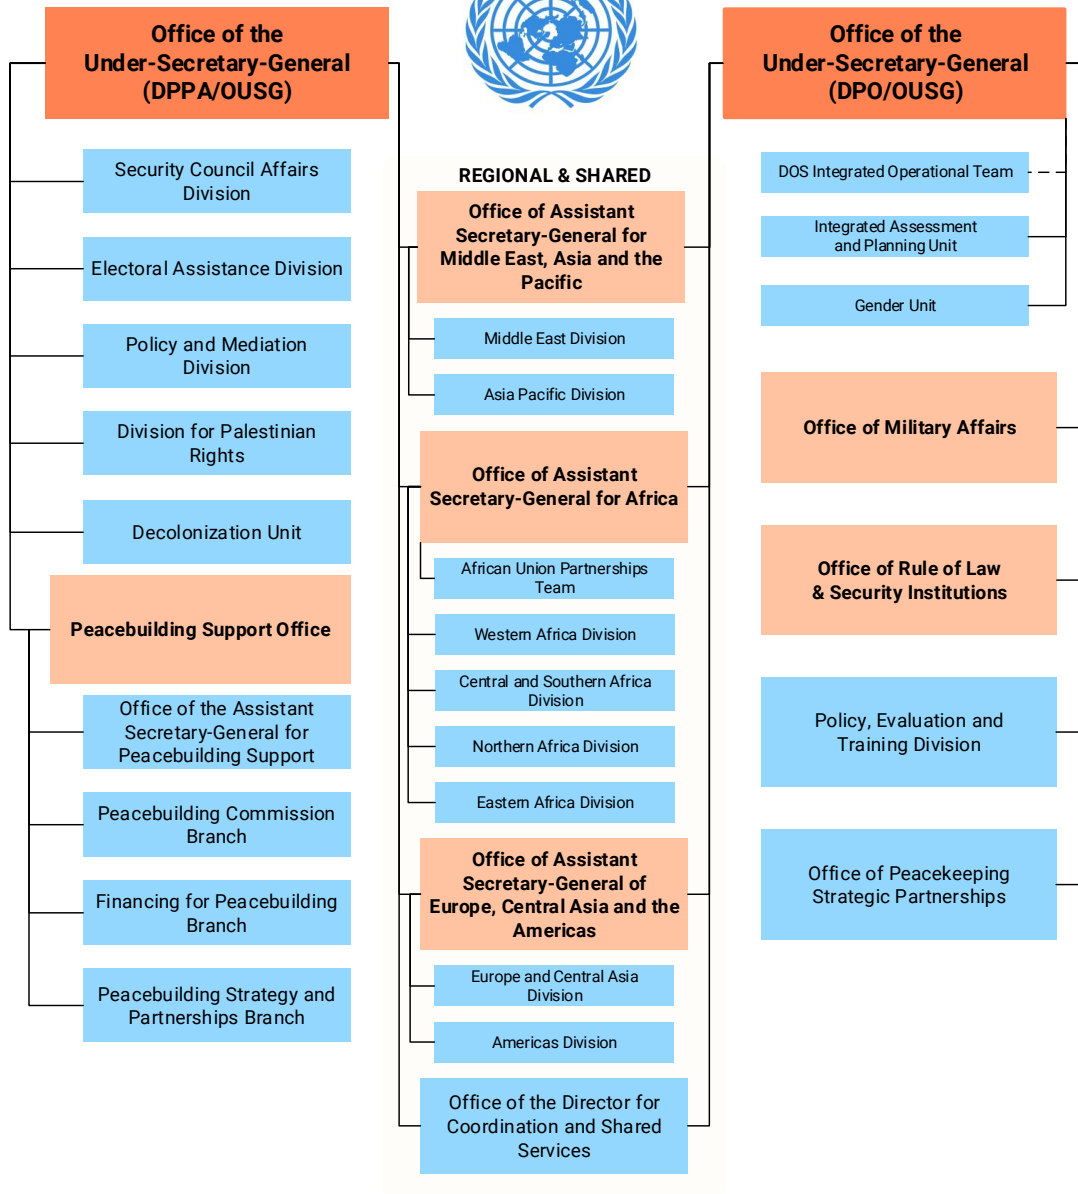 Office of the
Under-Secretary-General
(DPPA/OUSG)
Security Council Affairs
Division
Electoral Assistance Division
Policy and Mediation
Division
Division for Palestinian
Rights
Decolonization Unit
Peacebuilding Support Office
Office of the Assistant
Secretary-General for
Peacebuilding Support
Peacebuilding Commission
Branch
Financing for Peacebuilding
Branch
Peacebuilding Strategy and
Partnerships Branch
REGIONAL & SHARED
Office of Assistant
Secretary-General for
Middle East, Asia and the
Pacific
Middle East Division
Asia Pacific Division
Office of Assistant
Secretary-General for Africa
African Union Partnerships
Team
Western Africa Division
Central and Southern Africa
Division
Northern Africa Division
Eastern Africa Division
Office of Assistant
Secretary-General of
Europe, Central Asia and the
Americas
Europe and Central Asia
Division
Americas Division
Office of the Director for
Coordination and Shared
Services
Office of the
Under-Secretary-General
(DPO/OUSG)
DOS Integrated Operational Team
Integrated Assessment
and Planning Unit
Gender Unit
Office of Military Affairs
Office of Rule of Law
& Security Institutions
Policy, Evaluation and
Training Division
Office of Peacekeeping
Strategic Partnerships